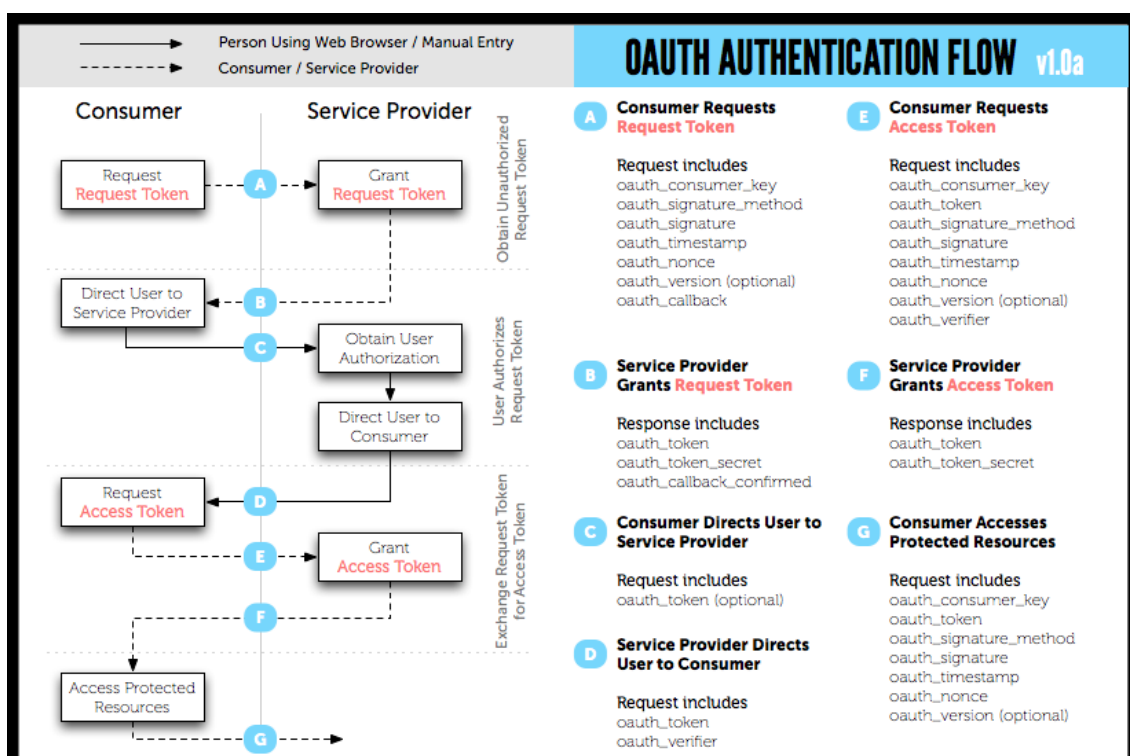 Person Using Web Browser / Manual Entry
Consumer / Service Provider
OAUTH AUTHENTICATION FLOW v1.0a
Consumer
Service Provider
Request
Request Token
A
Grant
Request Token
Obtain Unauthorized
Request Token
Direct User to
Service Provider
B
C
Obtain User
Authorization
Direct User to
Consumer
User Authorizes
Request Token
Request
Access Token
D
E
Grant
Access Token
F
Exchange Request Token
for Access Token
Access Protected
Resources
G
A
Consumer Requests
Request Token
Request includes
oauth_consumer_key
oauth_signature_method
oauth_signature
oauth_timestamp
oauth_nonce
oauth_version (optional)
oauth_callback
B
Service Provider
Grants Request Token
Response includes
oauth_token
oauth_token_secret
oauth_callback_confirmed
C
Consumer Directs User to
Service Provider
Request includes
oauth_token (optional)
D
Service Provider Directs
User to Consumer
Request includes
oauth_token
oauth_verifier
E
Consumer Requests
Access Token
Request includes
oauth_consumer_key
oauth_token
oauth_signature_method
oauth_signature
oauth_timestamp
oauth_nonce
oauth_version (optional)
oauth_verifier
F
Service Provider
Grants Access Token
Response includes
oauth_token
oauth_token_secret
G
Consumer Accesses
Protected Resources
Request includes
oauth_consumer_key
oauth_token
oauth_signature_method
oauth_signature
oauth_timestamp
oauth_nonce
oauth_version (optional)